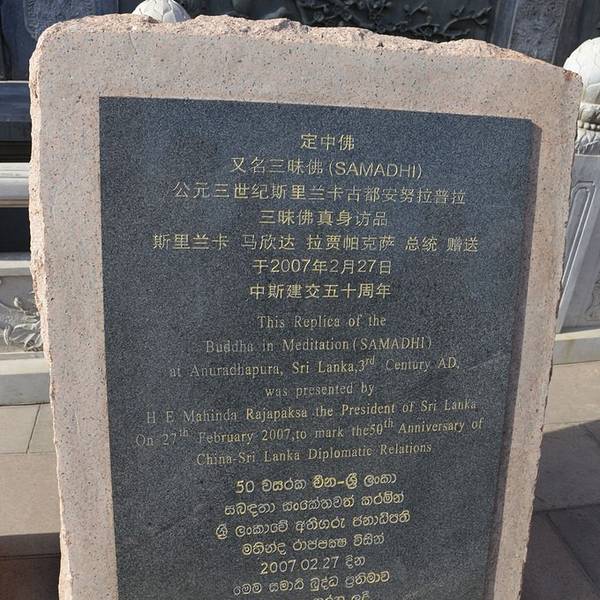 定中佛
又名三昧佛(SAMADHI)
公元三世纪斯里兰卡古都安努拉普拉
三昧佛真身访品
斯里兰卡 马欣达 拉贾帕克萨 总统 赠送
于2007年2月27日
中斯建交五十周年
This Replica of the
Buddha in Meditation(SAMADHI)
at Anuradhapura, Sri Lanka,3rd Century AD.
was presented by
H E Mahinda Rajapaksa the President of Sri Lanka
On 27th February 2007,to mark the50th Anniversary of
China-Sri Lanka Diplomatic Relations
50 වසරක චීන-ශ්‍රී ලංකා
සබඳතා සංකේතවත් කරමින්
ශ්‍රී ලංකාවේ අතිගරු ජනාධිපති
මහින්ද රාජපක්ෂ විසින්
2007.02.27 දින
මෙම සමාධි බුද්ධ ප්‍රතිමාව